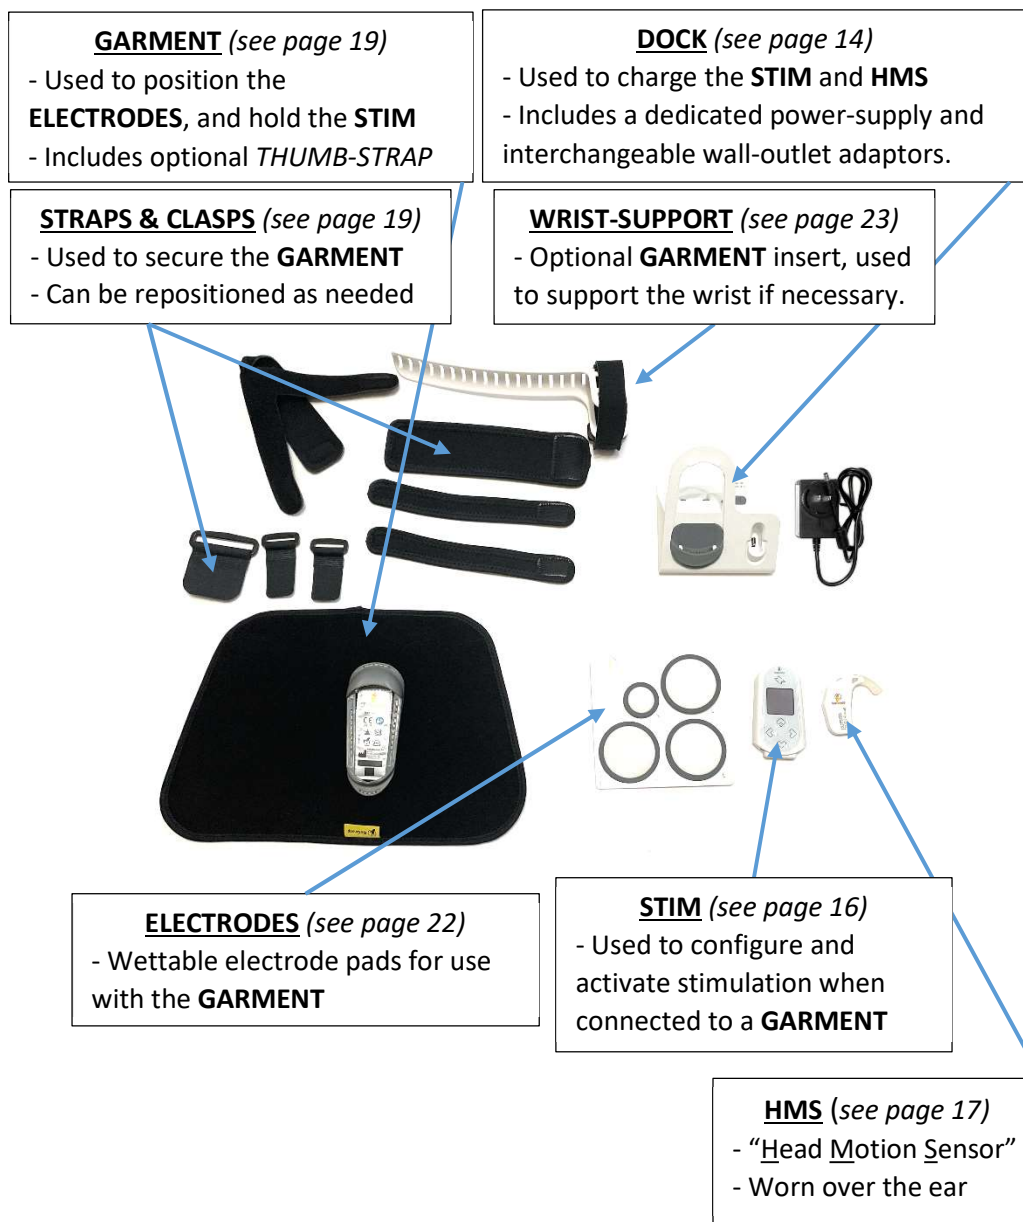 GARMENT (see page 19)
- Used to position the
ELECTRODES, and hold the STIM
- Includes optional THUMB-STRAP
DOCK (see page 14)
- Used to charge the STIM and HMS
- Includes a dedicated power-supply and
interchangeable wall-outlet adaptors.
STRAPS & CLASPS (see page 19)
- Used to secure the GARMENT
- Can be repositioned as needed
WRIST-SUPPORT (see page 23)
- Optional GARMENT insert, used
to support the wrist if necessary.
ELECTRODES (see page 22)
- Wettable electrode pads for use
with the GARMENT
STIM (see page 16)
- Used to configure and
activate stimulation when
connected to a GARMENT
HMS (see page 17)
- “Head Motion Sensor”
- Worn over the ear